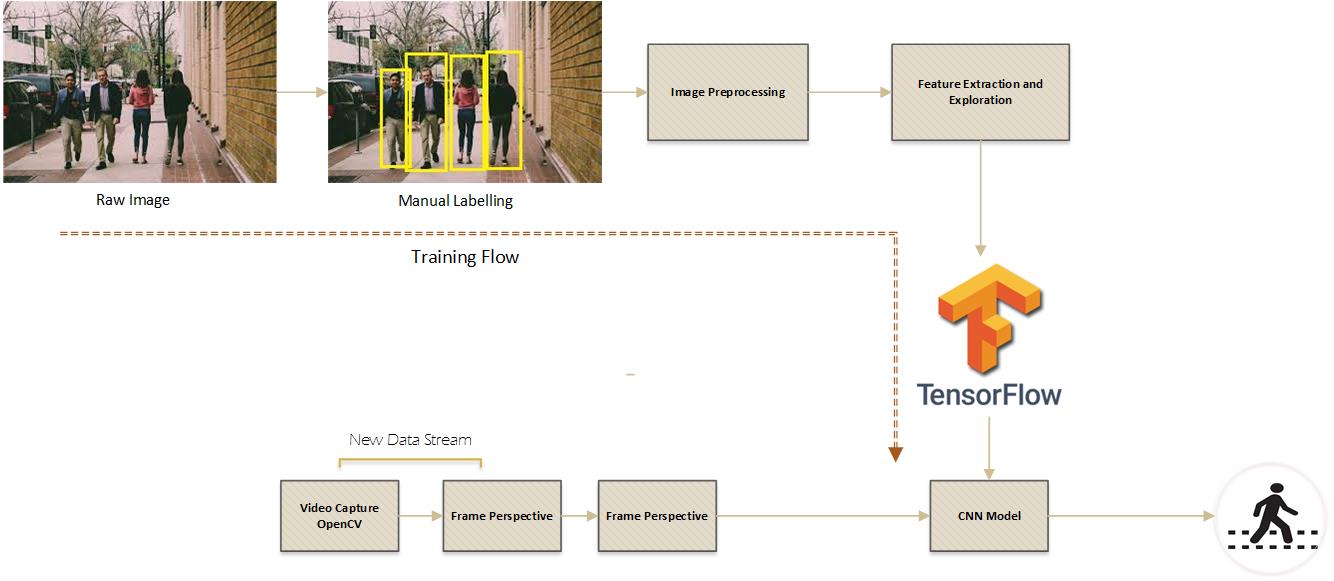 Image Preprocessing
Feature Extraction and
Exploration
Raw Image
Manual Labelling
Training Flow
TensorFlow
New Data Stream
Video Capture
OpenCV
Frame Perspective
Frame Perspective
CNN Model